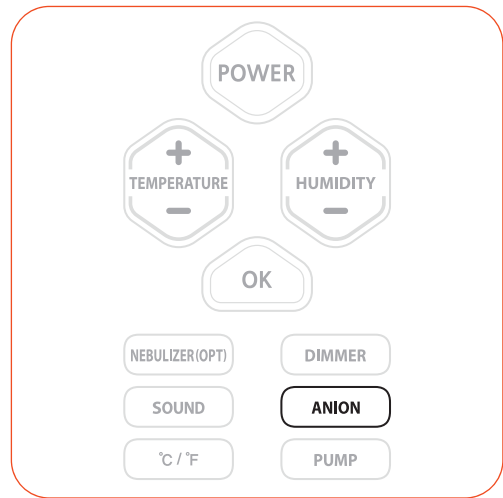 POWER
+ +
TEMPERATURE HUMIDITY
− −
OK
NEBULIZER(OPT) DIMMER
SOUND ANION
℃ / ℉ PUMP